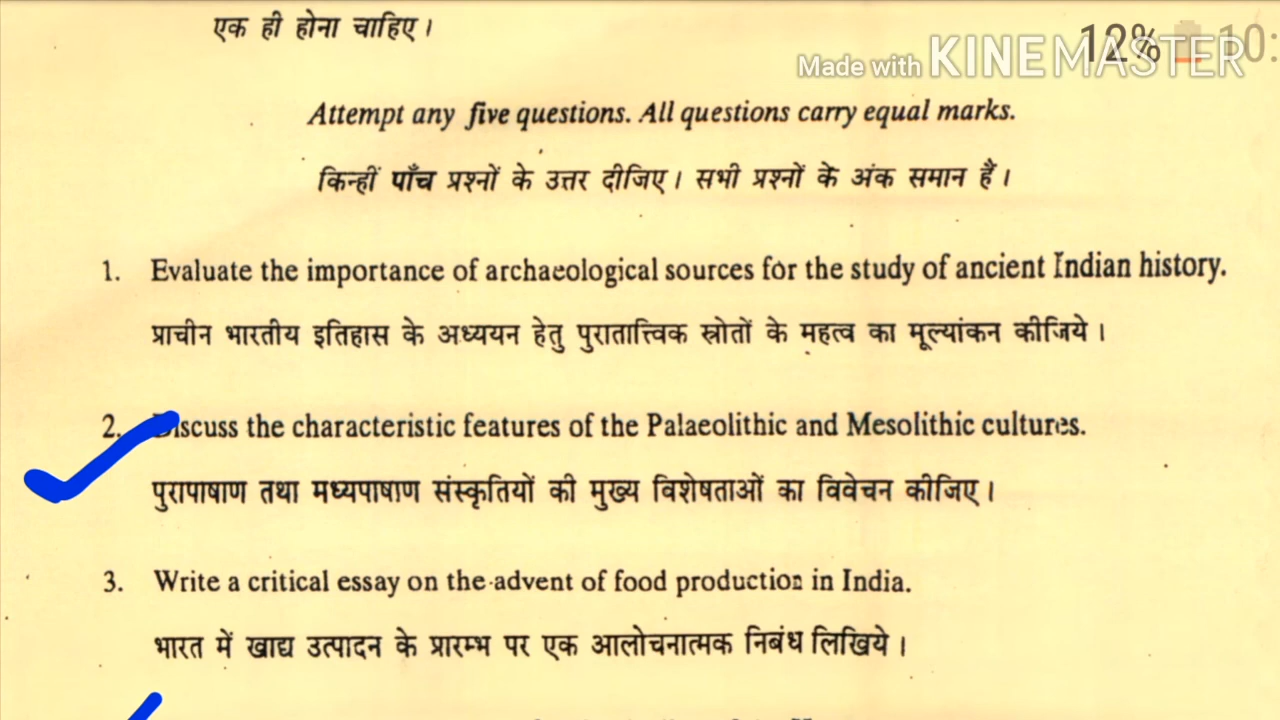 एक ही होना चाहिए।
12% 10:
Made with KINEMASTER
Attempt any five questions. All questions carry equal marks.
किन्हीं पाँच प्रश्नों के उत्तर दीजिए। सभी प्रश्नों के अंक समान हैं।
1. Evaluate the importance of archaeological sources for the study of ancient Indian history.
प्राचीन भारतीय इतिहास के अध्ययन हेतु पुरातात्त्विक स्रोतों के महत्व का मूल्यांकन कीजिये।
2. Discuss the characteristic features of the Palaeolithic and Mesolithic cultures.
पुरापाषाण तथा मध्यपाषाण संस्कृतियों की मुख्य विशेषताओं का विवेचन कीजिए।
3. Write a critical essay on the advent of food production in India.
भारत में खाद्य उत्पादन के प्रारम्भ पर एक आलोचनात्मक निबंध लिखिये।